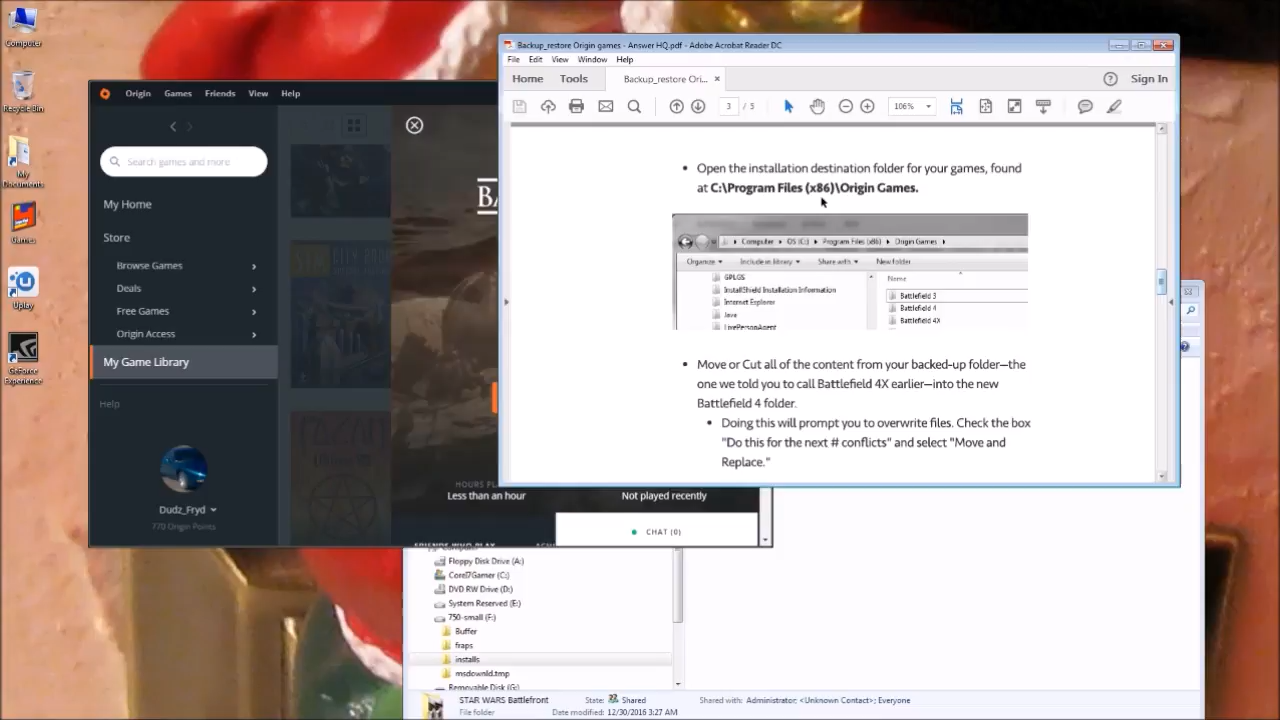 Computer
Recycle Bin
My
Documents
Games
Uplay
GeForce
Experience
Origin Games Friends View Help
Search games and more
My Home
Store
Browse Games
Deals
Free Games
Origin Access
My Game Library
Help
Dudz_Fryd
770 Origin Points
BA
HOURS PL
Less than an hour
Not played recently
CHAT (0)
Backup_restore Origin games - Answer HQ.pdf - Adobe Acrobat Reader DC
File Edit View Window Help
Home Tools Backup_restore Ori... × Sign In
3 / 5 106%
• Open the installation destination folder for your games, found
at C:\Program Files (x86)\Origin Games.
Computer OS (C:) Program Files (x86) Origin Games
Organize Include in library Share with New folder
GPLGS
InstallShield Installation Information
Internet Explorer
Java
LivePersonAgent
Name
Battlefield 3
Battlefield 4
Battlefield 4X
• Move or Cut all of the content from your backed-up folder—the
one we told you to call Battlefield 4X earlier—into the new
Battlefield 4 folder.
• Doing this will prompt you to overwrite files. Check the box
"Do this for the next # conflicts" and select "Move and
Replace."
Computer
Floppy Disk Drive (A:)
CoreI7Gamer (C:)
DVD RW Drive (D:)
System Reserved (E:)
750-small (F:)
Buffer
fraps
installs
msdownld.tmp
Removable Disk (G:)
STAR WARS Battlefront State: Shared Shared with: Administrator; <Unknown Contact>; Everyone
File folder Date modified: 12/30/2016 3:27 AM